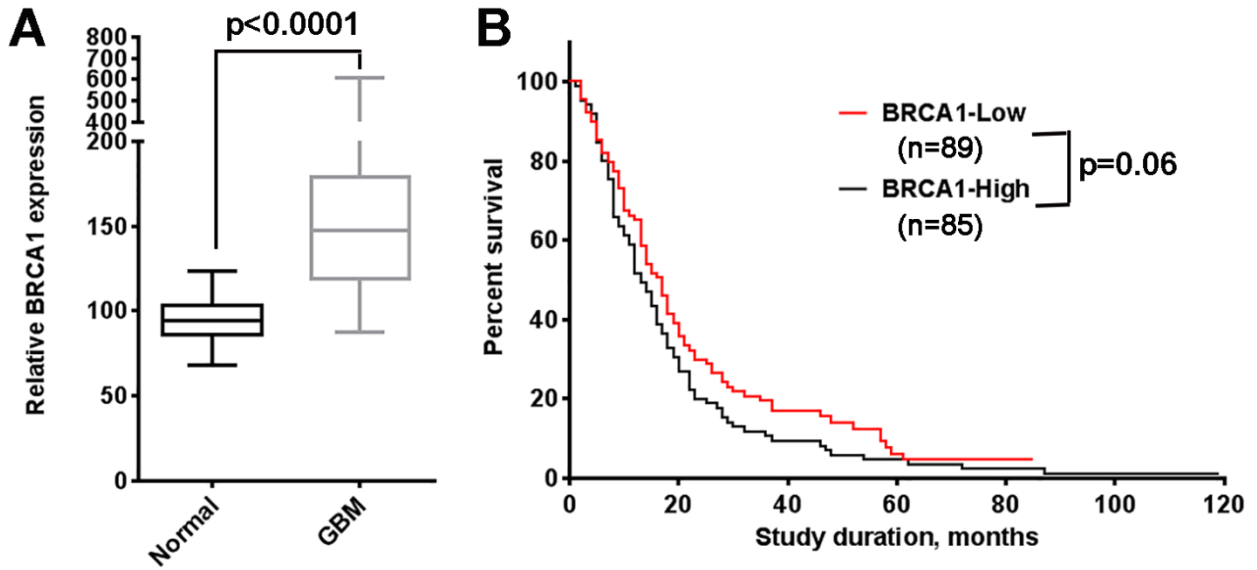 A
p<0.0001
800
700
600
500
400
200
150
100
50
0
Relative BRCA1 expression
Normal
GBM
B
100
80
60
40
20
0
Percent survival
BRCA1-Low
(n=89)
BRCA1-High
(n=85)
p=0.06
0 20 40 60 80 100 120
Study duration, months